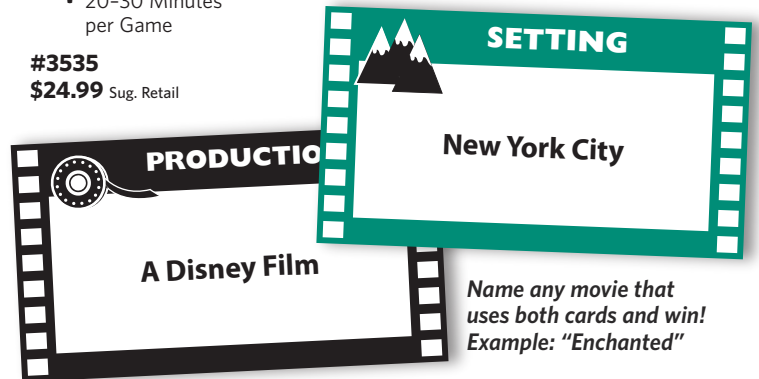 • 20–30 Minutes
per Game
#3535
$24.99 Sug. Retail
SETTING
New York City
PRODUCTIO
A Disney Film
Name any movie that
uses both cards and win!
Example: “Enchanted”